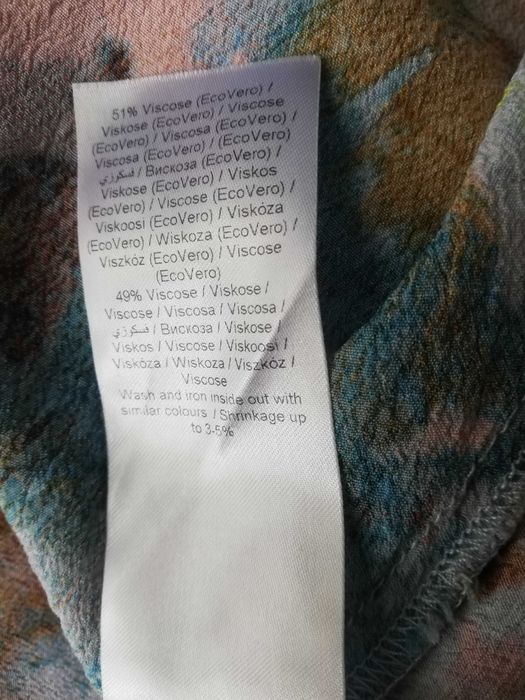 51% Viscose (EcoVero) /
Viskose (EcoVero) / Viscose
(EcoVero) / Viscosa (EcoVero) /
Viscosa (EcoVero) / (EcoVero)
فسكوزي / Вискоза (EcoVero) /
Viskose (EcoVero) / Viskos
(EcoVero) / Viscose (EcoVero) /
Viskoosi (EcoVero) / Viskóza
(EcoVero) / Wiskoza (EcoVero) /
Viszkóz (EcoVero) / Viscose
(EcoVero)
49% Viscose / Viskose /
Viscose / Viscosa / Viscosa /
فسكوزي / Вискоза / Viskose /
Viskos / Viscose / Viskoosi /
Viskóza / Wiskoza / Viszkóz /
Viscose
Wash and iron inside out with
similar colours / Shrinkage up
to 3-5%